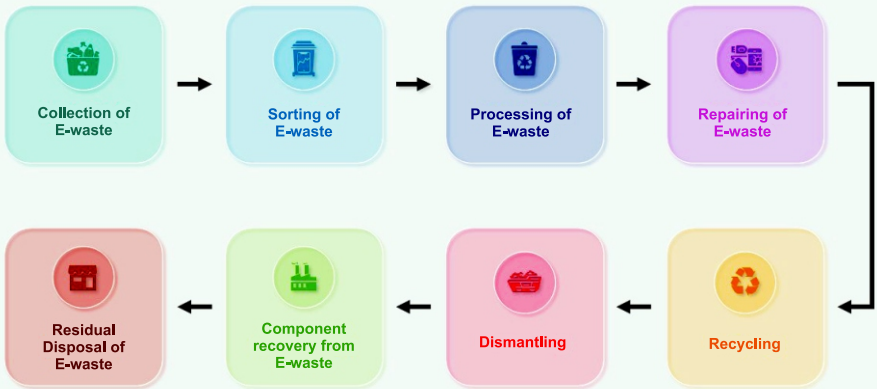 Collection of
E-waste
Sorting of
E-waste
Processing of
E-waste
Repairing of
E-waste
Recycling
Dismantling
Component
recovery from
E-waste
Residual
Disposal of
E-waste